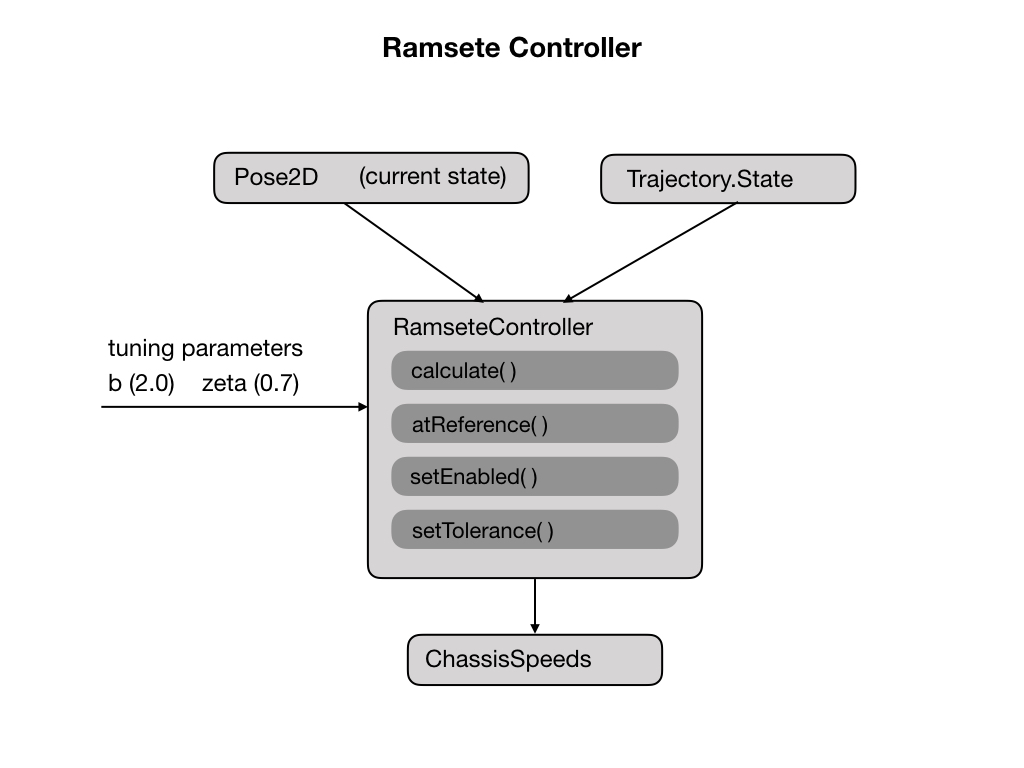 Ramsete Controller
Pose2D (current state)
Trajectory.State
RamseteController
tuning parameters
b (2.0) zeta (0.7)
calculate( )
atReference( )
setEnabled( )
setTolerance( )
ChassisSpeeds